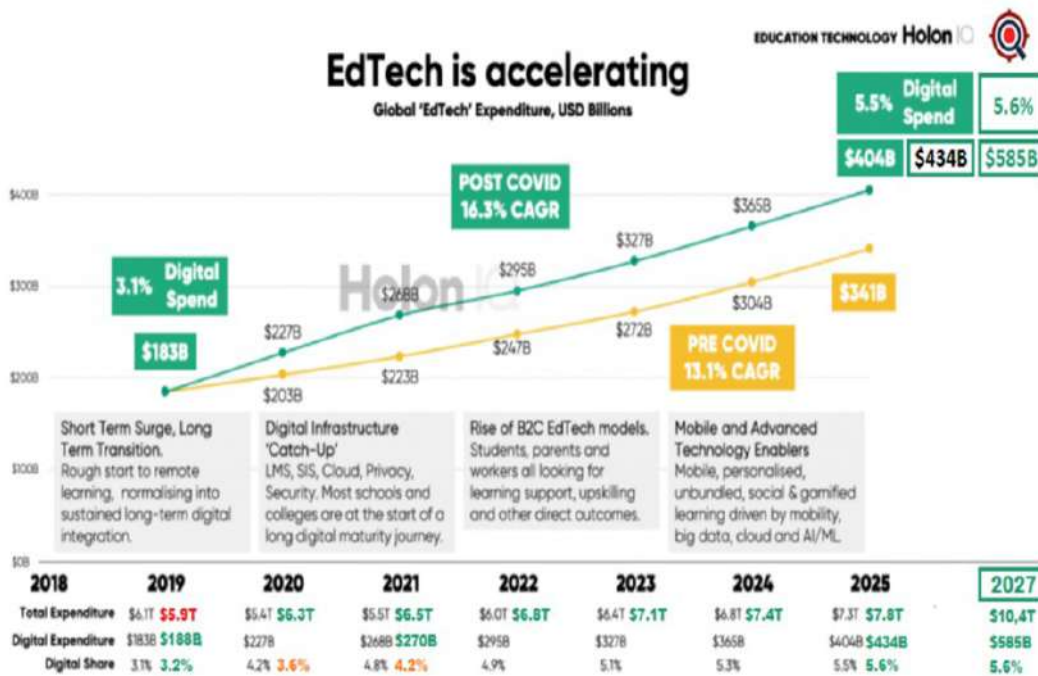 EDUCATION TECHNOLOGY HolonIQ
EdTech is accelerating
Global 'EdTech' Expenditure, USD Billions
5.5% Digital Spend 5.6%
$404B $434B $585B
$400B
$300B
$200B
$100B
$0B
POST COVID
16.3% CAGR
3.1% Digital Spend
$183B
HolonIQ
$227B
$268B
$295B
$327B
$365B
$203B
$223B
$247B
$272B
$304B
$341B
PRE COVID
13.1% CAGR
Short Term Surge, Long
Term Transition.
Rough start to remote
learning, normalising into
sustained long-term digital
integration.
Digital Infrastructure
'Catch-Up'
LMS, SIS, Cloud, Privacy,
Security. Most schools and
colleges are at the start of a
long digital maturity journey.
Rise of B2C EdTech models.
Students, parents and
workers all looking for
learning support, upskilling
and other direct outcomes.
Mobile and Advanced
Technology Enablers
Mobile, personalised,
unbundled, social & gamified
learning driven by mobility,
big data, cloud and AI/ML.
2018 2019 2020 2021 2022 2023 2024 2025 2027
Total Expenditure $6.1T $5.9T $5.4T $6.3T $5.5T $6.5T $6.0T $6.8T $6.4T $7.1T $6.8T $7.4T $7.3T $7.8T $10,4T
Digital Expenditure $183B $188B $227B $268B $270B $295B $327B $365B $404B $434B $585B
Digital Share 3.1% 3.2% 4.2% 3.6% 4.8% 4.2% 4.9% 5.1% 5.3% 5.5% 5.6% 5.6%